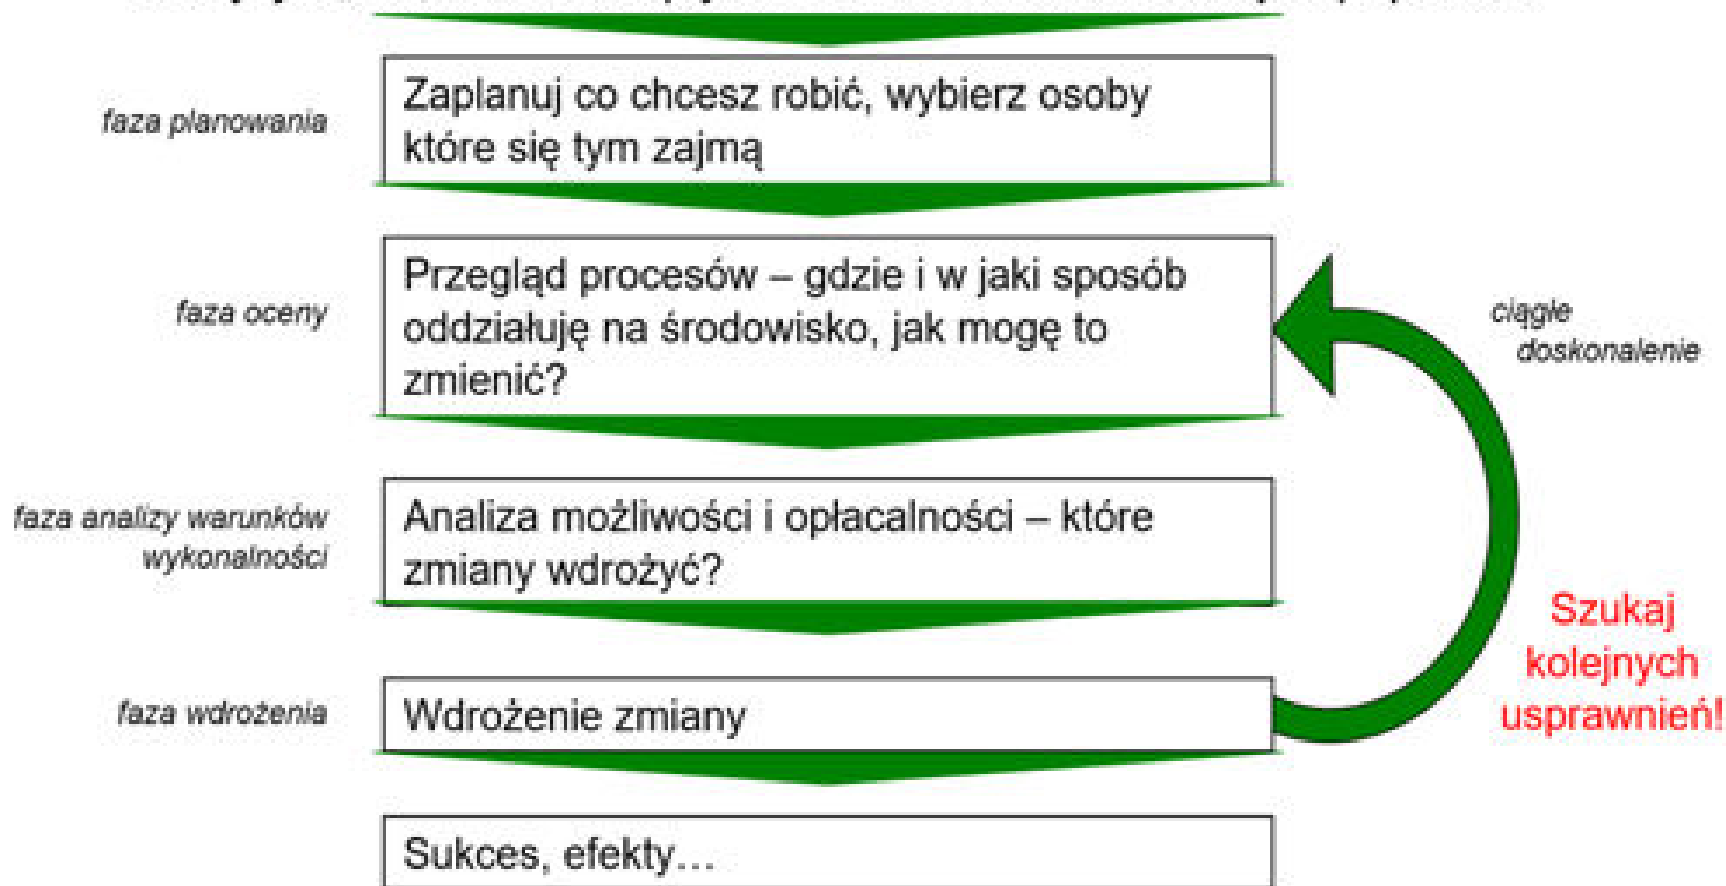 faza planowania
Zaplanuj co chcesz robić, wybierz osoby
które się tym zajmą
faza oceny
Przegląd procesów – gdzie i w jaki sposób
oddziałuję na środowisko, jak mogę to
zmienić?
ciągłe
doskonalenie
faza analizy warunków
wykonalności
Analiza możliwości i opłacalności – które
zmiany wdrożyć?
Szukaj
kolejnych
usprawnień!
faza wdrożenia
Wdrożenie zmiany
Sukces, efekty...